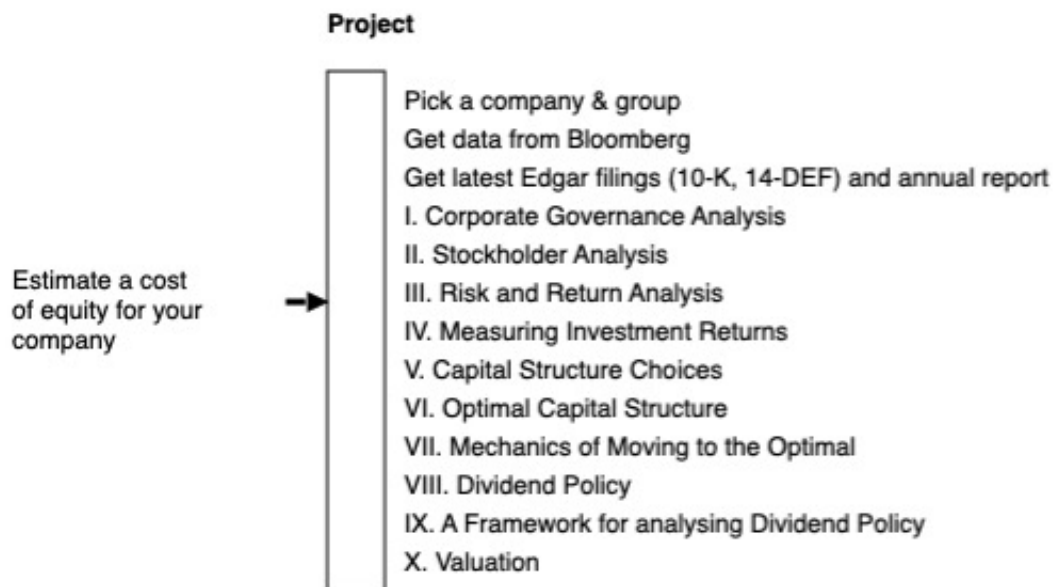 Project
Pick a company & group
Get data from Bloomberg
Get latest Edgar filings (10-K, 14-DEF) and annual report
I. Corporate Governance Analysis
II. Stockholder Analysis
Estimate a cost
of equity for your
company
III. Risk and Return Analysis
IV. Measuring Investment Returns
V. Capital Structure Choices
VI. Optimal Capital Structure
VII. Mechanics of Moving to the Optimal
VIII. Dividend Policy
IX. A Framework for analysing Dividend Policy
X. Valuation